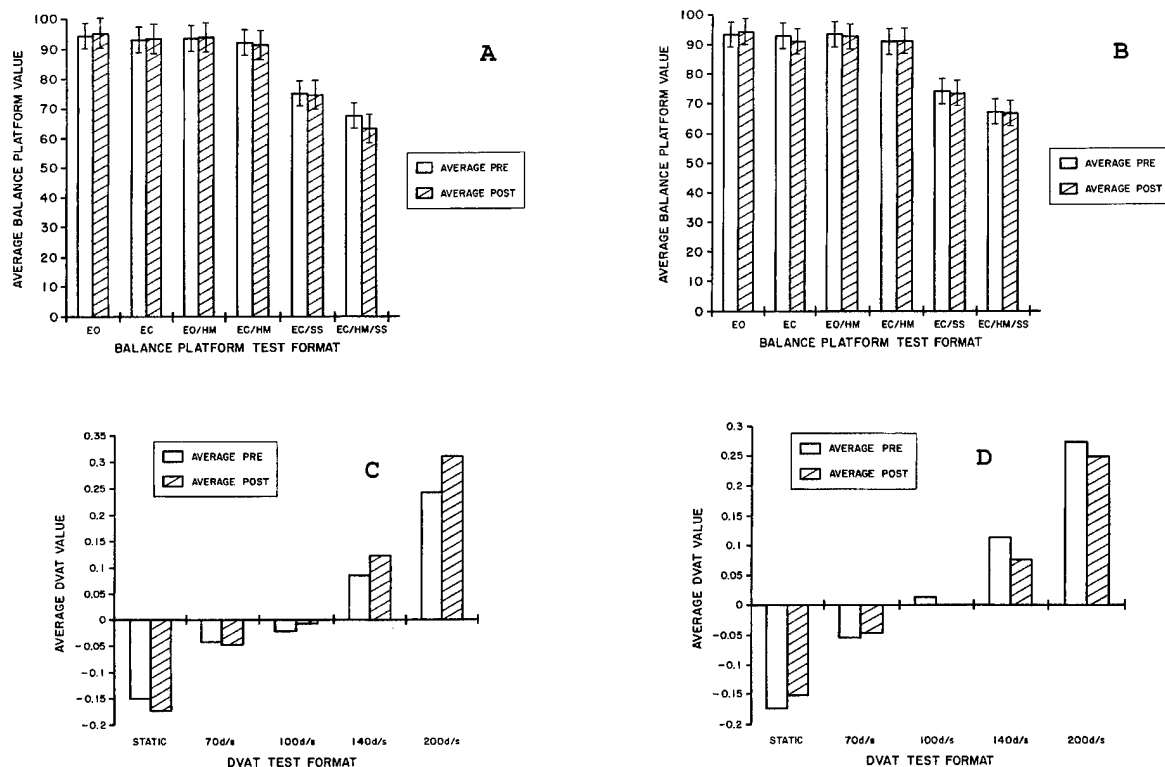 A
AVERAGE BALANCE PLATFORM VALUE
100
90
80
70
60
50
40
30
20
10
0
EO EC EO/HM EC/HM EC/SS EC/HM/SS
BALANCE PLATFORM TEST FORMAT
AVERAGE PRE
AVERAGE POST
B
AVERAGE BALANCE PLATFORM VALUE
100
90
80
70
60
50
40
30
20
10
0
EO EC EO/HM EC/HM EC/SS EC/HM/SS
BALANCE PLATFORM TEST FORMAT
AVERAGE PRE
AVERAGE POST
C
AVERAGE DVAT VALUE
0.35
0.3
0.25
0.2
0.15
0.1
0.05
0
-0.05
-0.1
-0.15
-0.2
STATIC 70d/s 100d/s 140d/s 200d/s
DVAT TEST FORMAT
AVERAGE PRE
AVERAGE POST
D
AVERAGE DVAT VALUE
0.3
0.25
0.2
0.15
0.1
0.05
0
-0.05
-0.1
-0.15
-0.2
STATIC 70d/s 100d/s 140d/s 200d/s
DVAT TEST FORMAT
AVERAGE PRE
AVERAGE POST